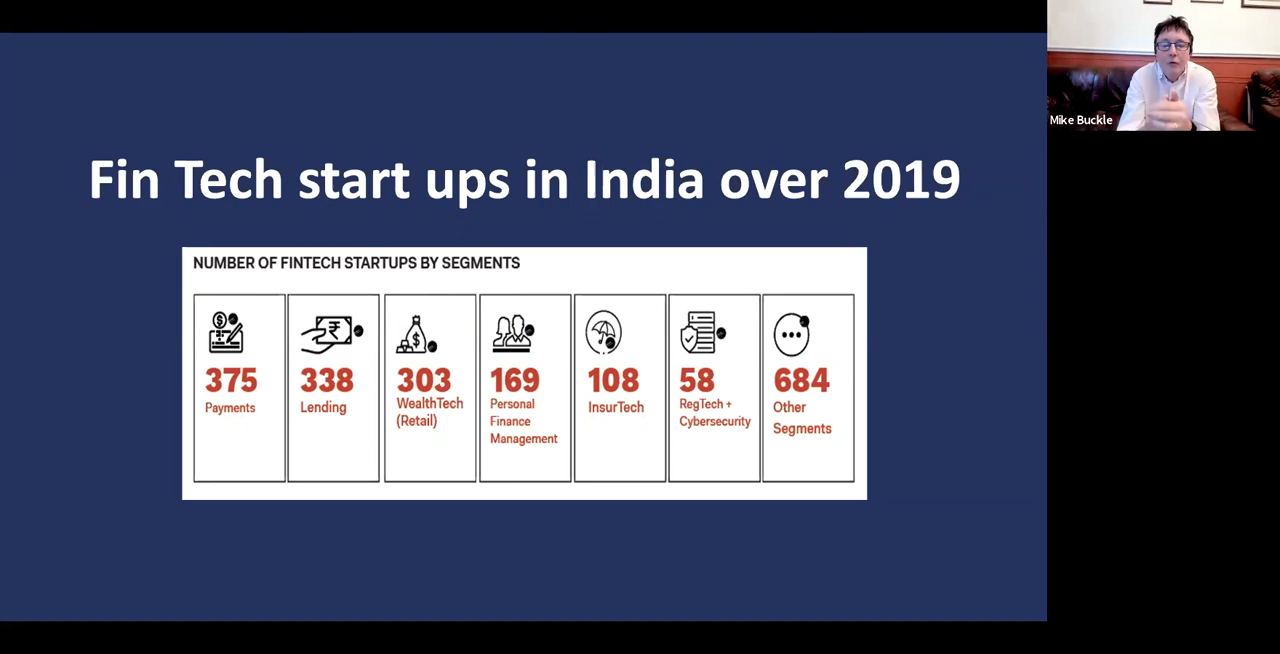 Fin Tech start ups in India over 2019
NUMBER OF FINTECH STARTUPS BY SEGMENTS
375
Payments
338
Lending
303
WealthTech
(Retail)
169
Personal
Finance
Management
108
InsurTech
58
RegTech +
Cybersecurity
684
Other
Segments
Mike Buckle